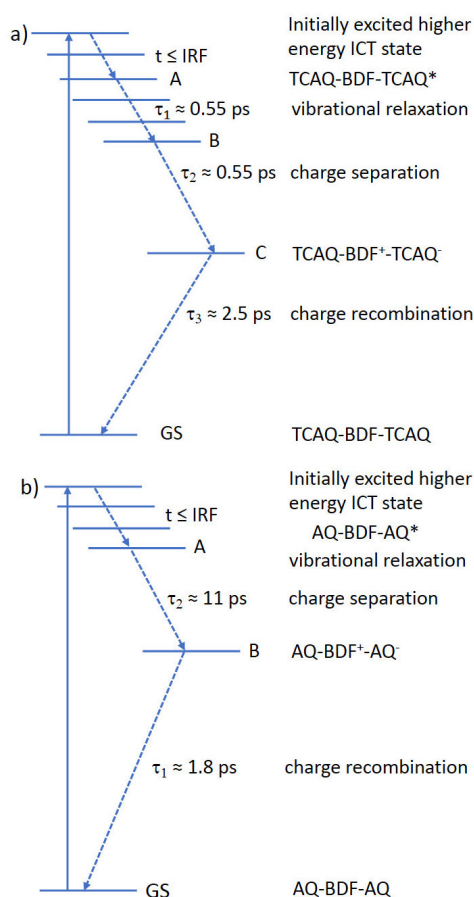 a)
Initially excited higher
energy ICT state
t ≤ IRF
A TCAQ-BDF-TCAQ*
τ₁ ≈ 0.55 ps vibrational relaxation
B
τ₂ ≈ 0.55 ps charge separation
C TCAQ-BDF⁺-TCAQ⁻
τ₃ ≈ 2.5 ps charge recombination
GS TCAQ-BDF-TCAQ
b)
Initially excited higher
energy ICT state
t ≤ IRF
AQ-BDF-AQ*
A
vibrational relaxation
τ₂ ≈ 11 ps charge separation
B AQ-BDF⁺-AQ⁻
τ₁ ≈ 1.8 ps charge recombination
GS AQ-BDF-AQ